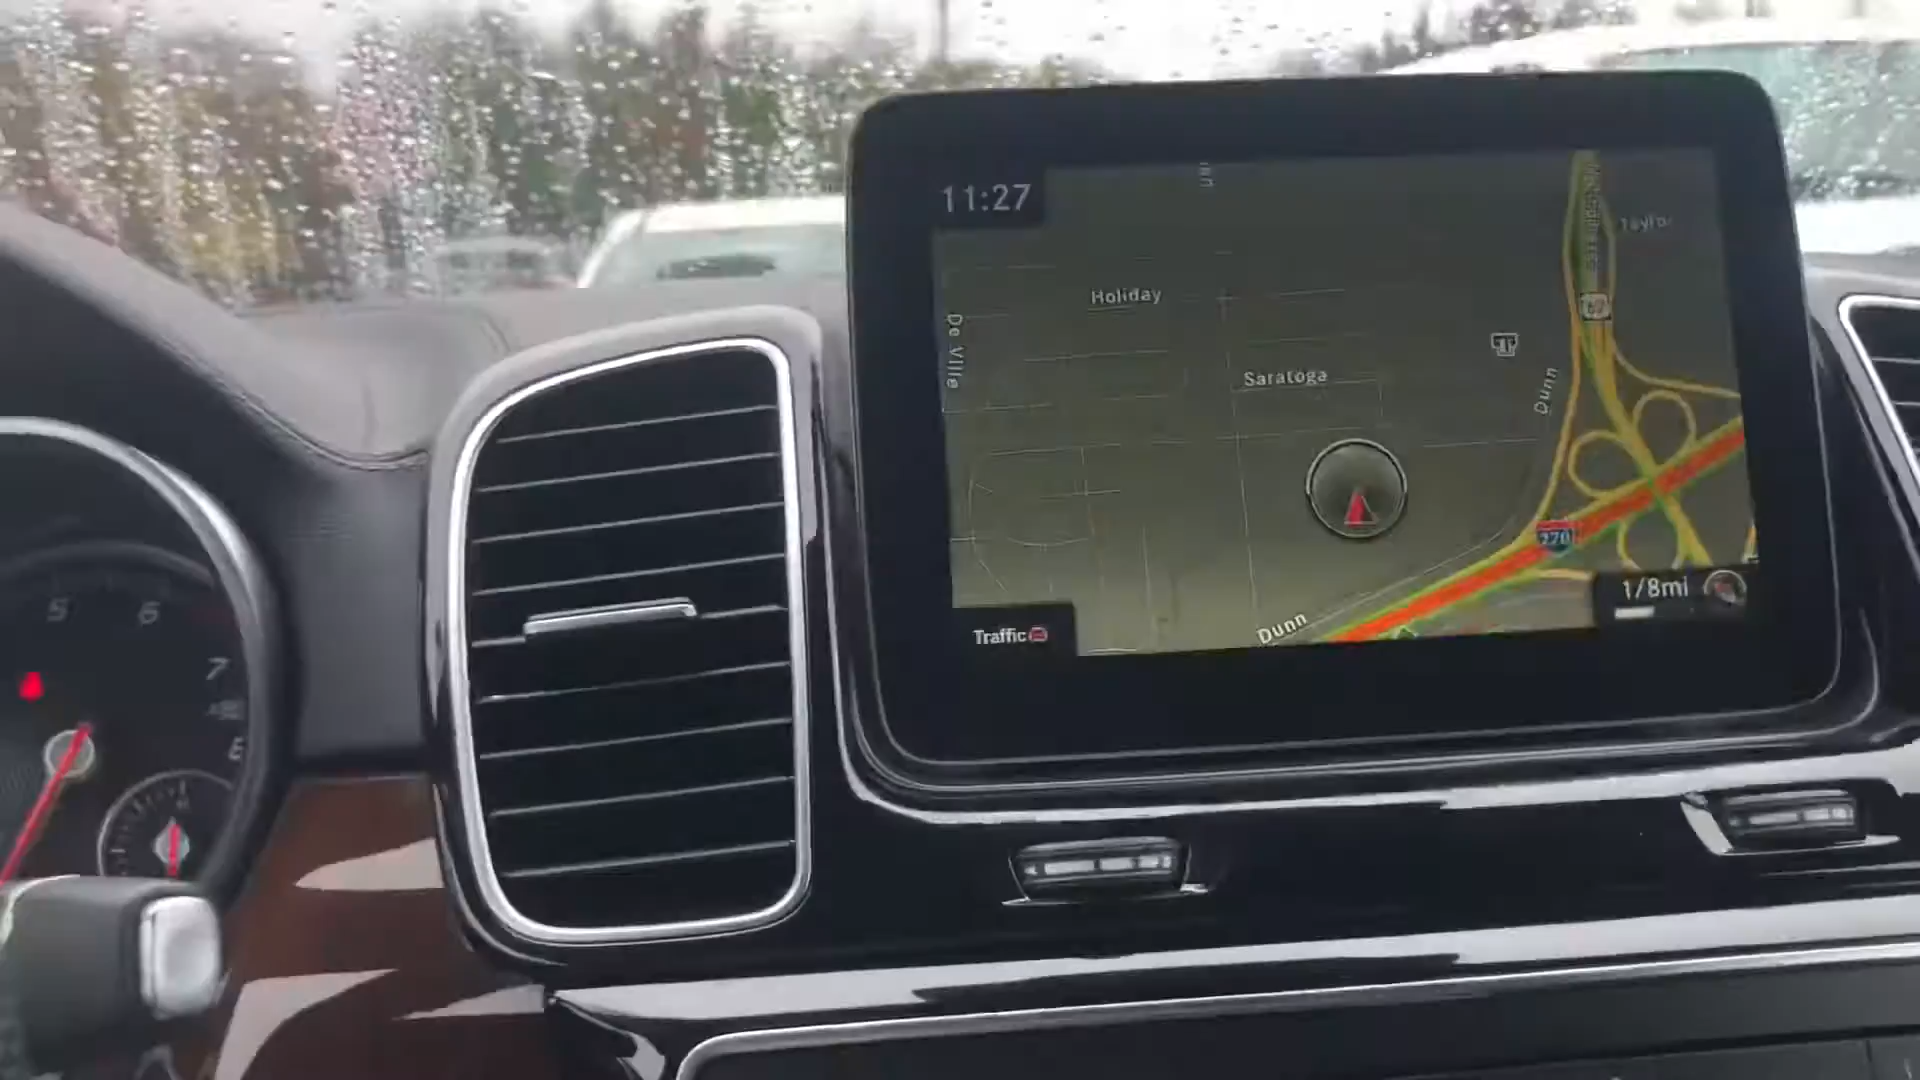 11:27
Taylor
Holiday
De Ville
Saratoga
Dunn
270
1/8mi
Dunn
Traffic
5
6
7